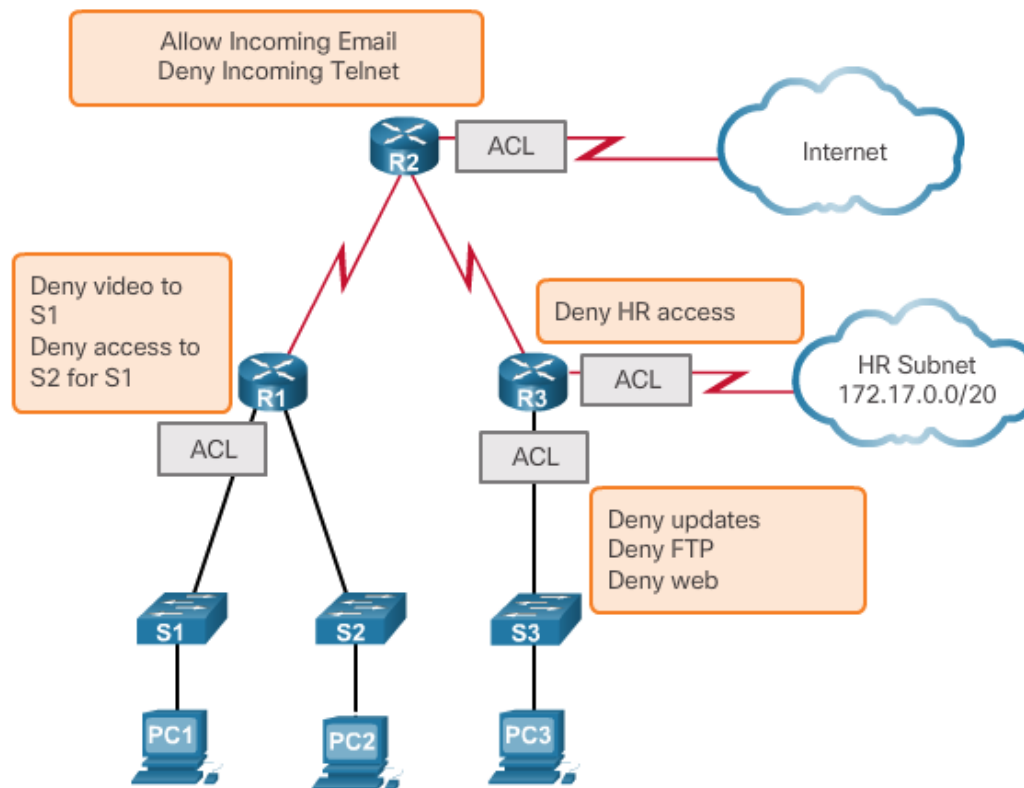 Allow Incoming Email
Deny Incoming Telnet
R2
ACL
Internet
Deny video to
S1
Deny access to
S2 for S1
Deny HR access
R1
R3
ACL
HR Subnet
172.17.0.0/20
ACL
ACL
Deny updates
Deny FTP
Deny web
S1
S2
S3
PC1
PC2
PC3